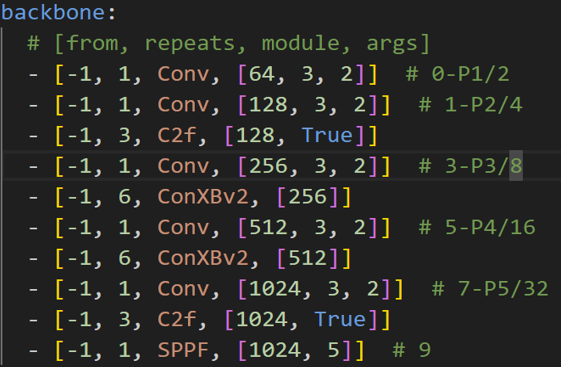 backbone:
  # [from, repeats, module, args]
  - [-1, 1, Conv, [64, 3, 2]]  # 0-P1/2
  - [-1, 1, Conv, [128, 3, 2]]  # 1-P2/4
  - [-1, 3, C2f, [128, True]]
  - [-1, 1, Conv, [256, 3, 2]]  # 3-P3/8
  - [-1, 6, ConXBv2, [256]]
  - [-1, 1, Conv, [512, 3, 2]]  # 5-P4/16
  - [-1, 6, ConXBv2, [512]]
  - [-1, 1, Conv, [1024, 3, 2]]  # 7-P5/32
  - [-1, 3, C2f, [1024, True]]
  - [-1, 1, SPPF, [1024, 5]]  # 9